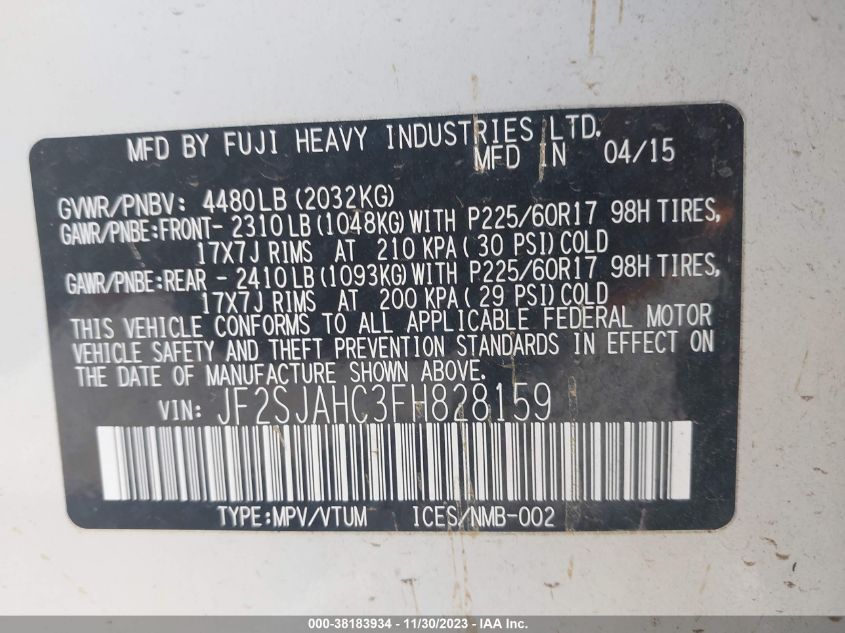 MFD BY FUJI HEAVY INDUSTRIES LTD.
MFD IN 04/15
GVWR/PNBV: 4480LB (2032KG)
GAWR/PNBE:FRONT- 2310LB (1048KG) WITH P225/60R17 98H TIRES,
17X7J RIMS AT 210 KPA ( 30 PSI) COLD
GAWR/PNBE:REAR - 2410LB (1093KG) WITH P225/60R17 98H TIRES,
17X7J RIMS AT 200 KPA ( 29 PSI) COLD
THIS VEHICLE CONFORMS TO ALL APPLICABLE FEDERAL MOTOR
VEHICLE SAFETY AND THEFT PREVENTION STANDARDS IN EFFECT ON
THE DATE OF MANUFACTURE SHOWN ABOVE.
VIN: JF2SJAHC3FH828159
TYPE:MPV/VTUM ICES/NMB-002
000-38183934 - 11/30/2023 - IAA Inc.